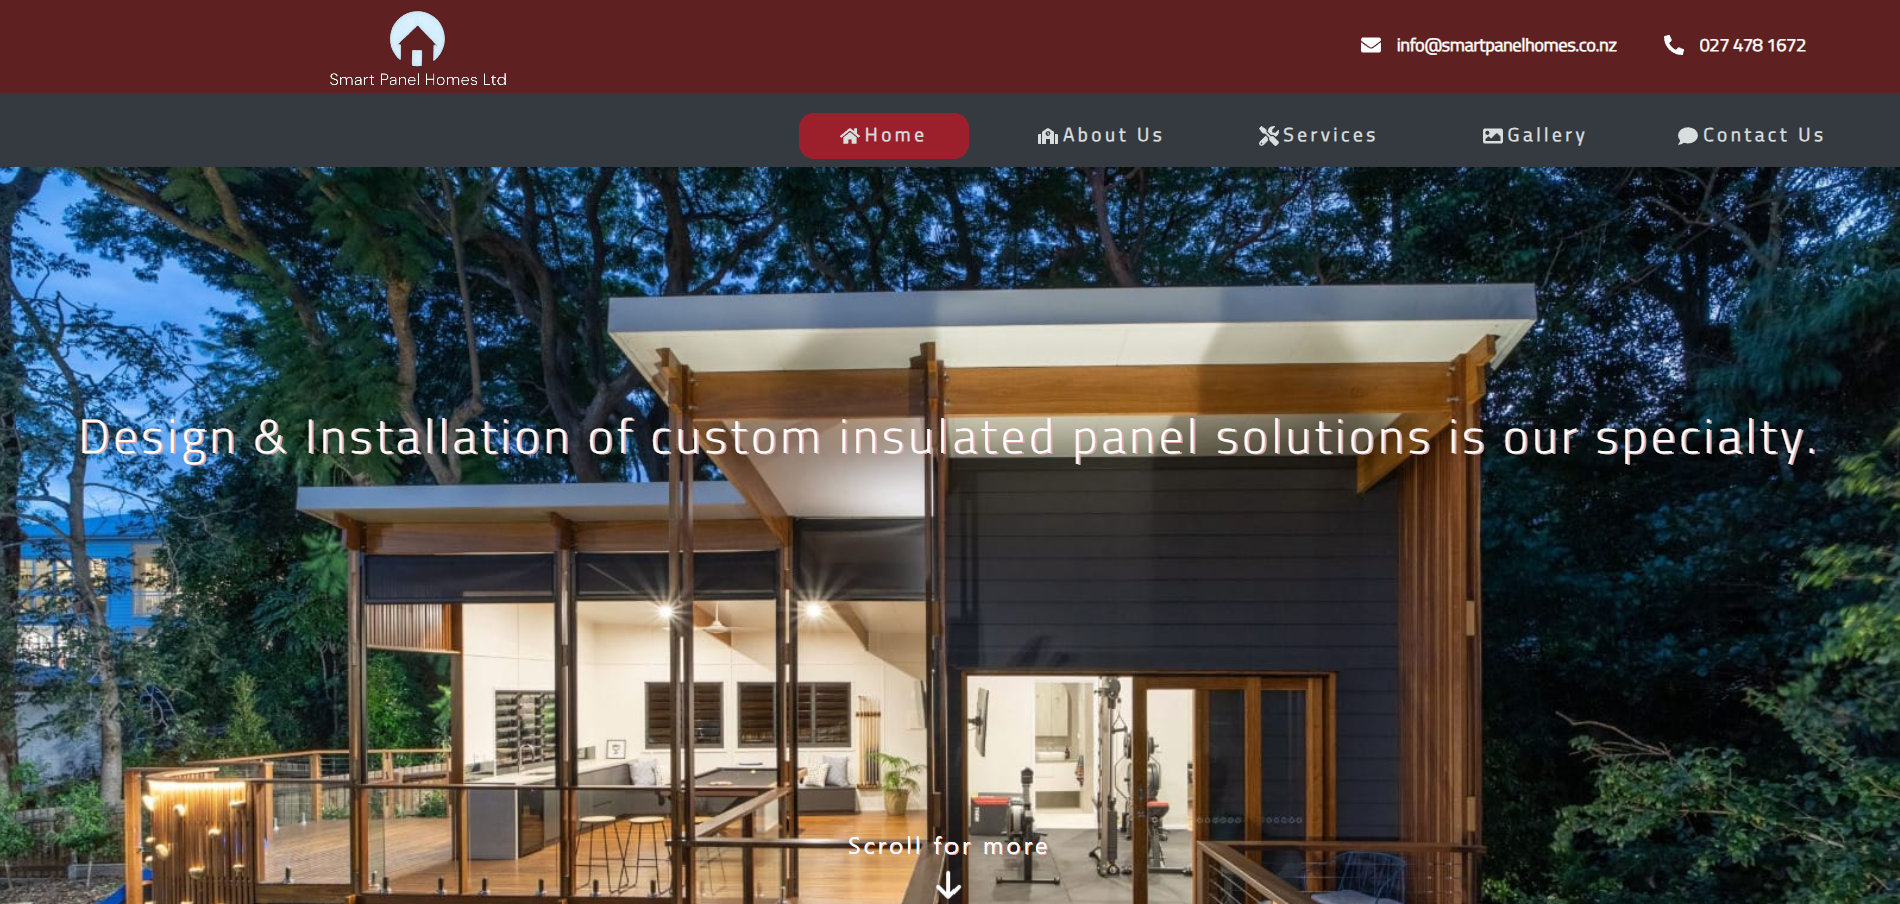 Smart Panel Homes Ltd
info@smartpanelhomes.co.nz
027 478 1672
Home
About Us
Services
Gallery
Contact Us
Design & Installation of custom insulated panel solutions is our specialty.
Scroll for more